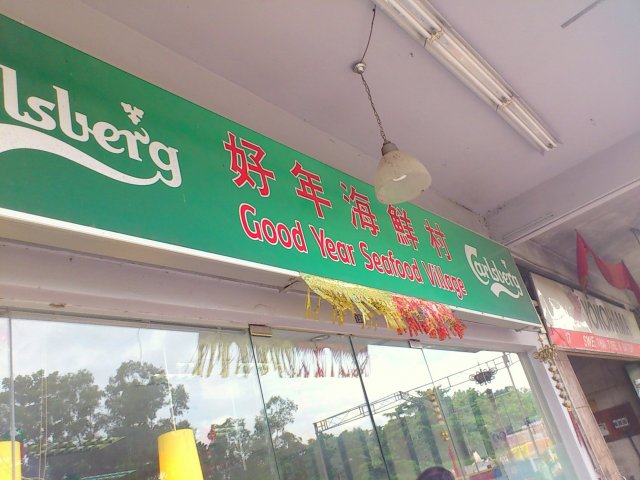 lsberg
好年海鮮村
Good Year Seafood Village
Carlsberg